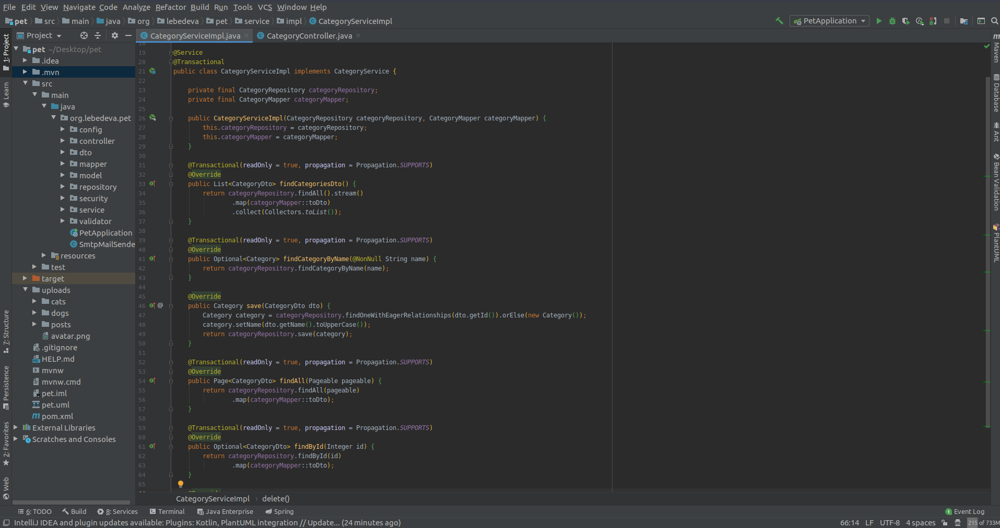 File Edit View Navigate Code Analyze Refactor Build Run Tools VCS Window Help
pet src main java org lebedeva pet service impl CategoryServiceImpl PetApplication
Project CategoryServiceImpl.java CategoryController.java
1: Project
Learn
7: Structure
Persistence
2: Favorites
Web
pet ~/Desktop/pet
.idea
.mvn
src
main
java
org.lebedeva.pet
config
controller
dto
mapper
model
repository
security
service
validator
PetApplication
SmtpMailSende
resources
test
target
uploads
cats
dogs
posts
avatar.png
.gitignore
HELP.md
mvnw
mvnw.cmd
pet.iml
pet.uml
pom.xml
External Libraries
Scratches and Consoles
18
19 @Service
20 @Transactional
21 public class CategoryServiceImpl implements CategoryService {
22
23 private final CategoryRepository categoryRepository;
24 private final CategoryMapper categoryMapper;
25
26 public CategoryServiceImpl(CategoryRepository categoryRepository, CategoryMapper categoryMapper) {
27 this.categoryRepository = categoryRepository;
28 this.categoryMapper = categoryMapper;
29 }
30
31 @Transactional(readOnly = true, propagation = Propagation.SUPPORTS)
32 @Override
33 public List<CategoryDto> findCategoriesDto() {
34 return categoryRepository.findAll().stream()
35 .map(categoryMapper::toDto)
36 .collect(Collectors.toList());
37 }
38
39 @Transactional(readOnly = true, propagation = Propagation.SUPPORTS)
40 @Override
41 public Optional<Category> findCategoryByName(@NonNull String name) {
42 return categoryRepository.findCategoryByName(name);
43 }
44
45 @Override
46 @ public Category save(CategoryDto dto) {
47 Category category = categoryRepository.findOneWithEagerRelationships(dto.getId()).orElse(new Category());
48 category.setName(dto.getName().toUpperCase());
49 return categoryRepository.save(category);
50 }
51
52 @Transactional(readOnly = true, propagation = Propagation.SUPPORTS)
53 @Override
54 public Page<CategoryDto> findAll(Pageable pageable) {
55 return categoryRepository.findAll(pageable)
56 .map(categoryMapper::toDto);
57 }
58
59 @Transactional(readOnly = true, propagation = Propagation.SUPPORTS)
60 @Override
61 public Optional<CategoryDto> findById(Integer id) {
62 return categoryRepository.findById(id)
63 .map(categoryMapper::toDto);
64 }
65
CategoryServiceImpl › delete()
m Maven
Database
Ant
Bean Validation
PlantUML
6: TODO Build 8: Services Terminal Java Enterprise Spring 1 Event Log
IntelliJ IDEA and plugin updates available: Plugins: Kotlin, PlantUML integration // Update... (24 minutes ago) 66:14 LF UTF-8 4 spaces 215 of 733M